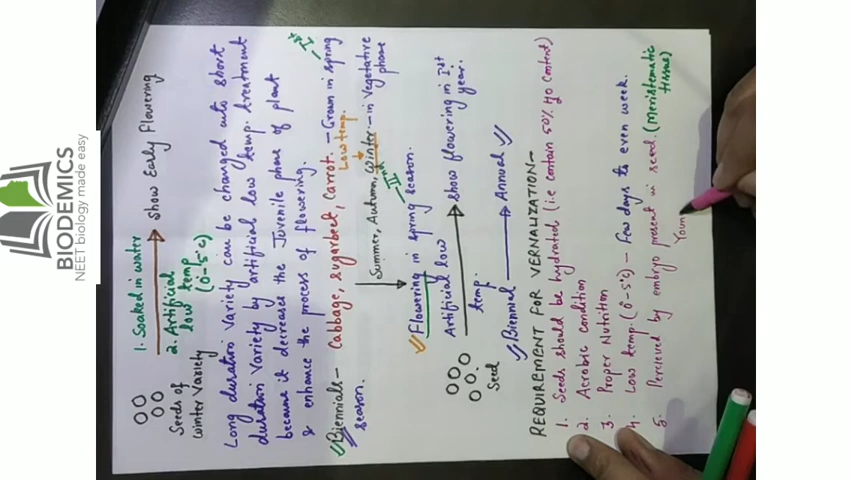 BIODEMICS
NEET biology made easy
Seeds of
Winter Variety
1. Soaked in water
2. Artificial
low temp
(0-5°C)
Show Early Flowering
Long duration variety can be changed into short
duration variety by artificial low temp. treatment
because it decreases the Juvenile phase of plant
& enhance the process of flowering.
Biennials - Cabbage, sugarbeet, Carrot. - Grown in spring Ist
season.
Low temp.
Summer, Autumn, winter - in vegetative
phase
Flowering in spring season. IInd
Seed
Artificial low
temp.
show flowering in Ist
year.
Biennial → Annual
REQUIREMENT FOR VERNALIZATION-
1. Seeds should be hydrated (i.e contain 50% H2O content)
2. Aerobic condition
3. Proper Nutrition
4. Low temp. (0-5°C) - Few days to even week.
5. Percieved by embryo present in seed. (Meristematic
tissue)
Youn